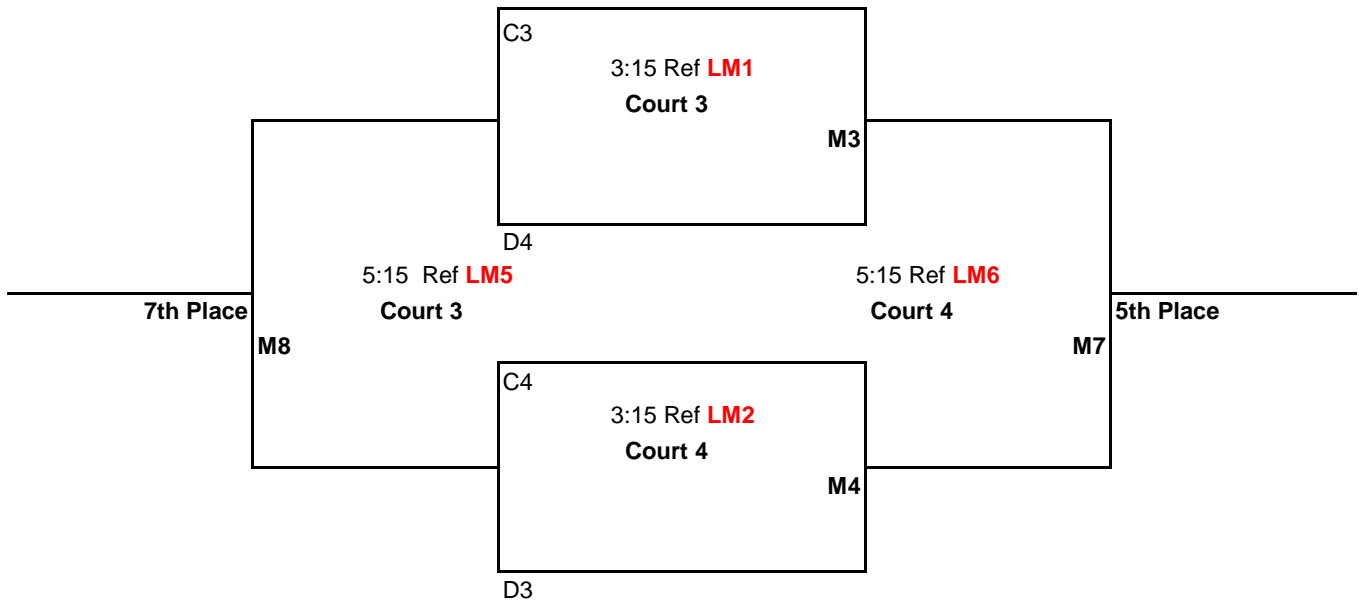 C3
3:15 Ref LM1
Court 3
M3
D4
5:15 Ref LM5
Court 3
5:15 Ref LM6
Court 4
7th Place
5th Place
M8
M7
C4
3:15 Ref LM2
Court 4
M4
D3